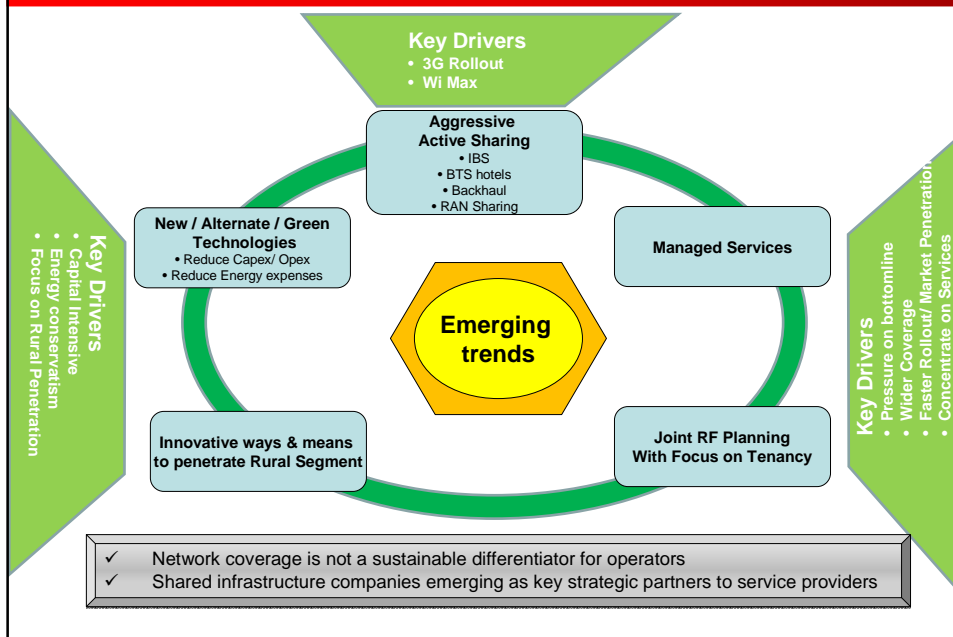 Key Drivers
• 3G Rollout
• Wi Max
Aggressive
Active Sharing
• IBS
• BTS hotels
• Backhaul
• RAN Sharing
New / Alternate / Green
Technologies
• Reduce Capex/ Opex
• Reduce Energy expenses
Managed Services
Key Drivers
• Capital Intensive
• Energy conservatism
• Focus on Rural Penetration
Emerging
trends
Key Drivers
• Pressure on bottomline
• Wider Coverage
• Faster Rollout/ Market Penetration
• Concentrate on Services
Innovative ways & means
to penetrate Rural Segment
Joint RF Planning
With Focus on Tenancy
✓ Network coverage is not a sustainable differentiator for operators
✓ Shared infrastructure companies emerging as key strategic partners to service providers